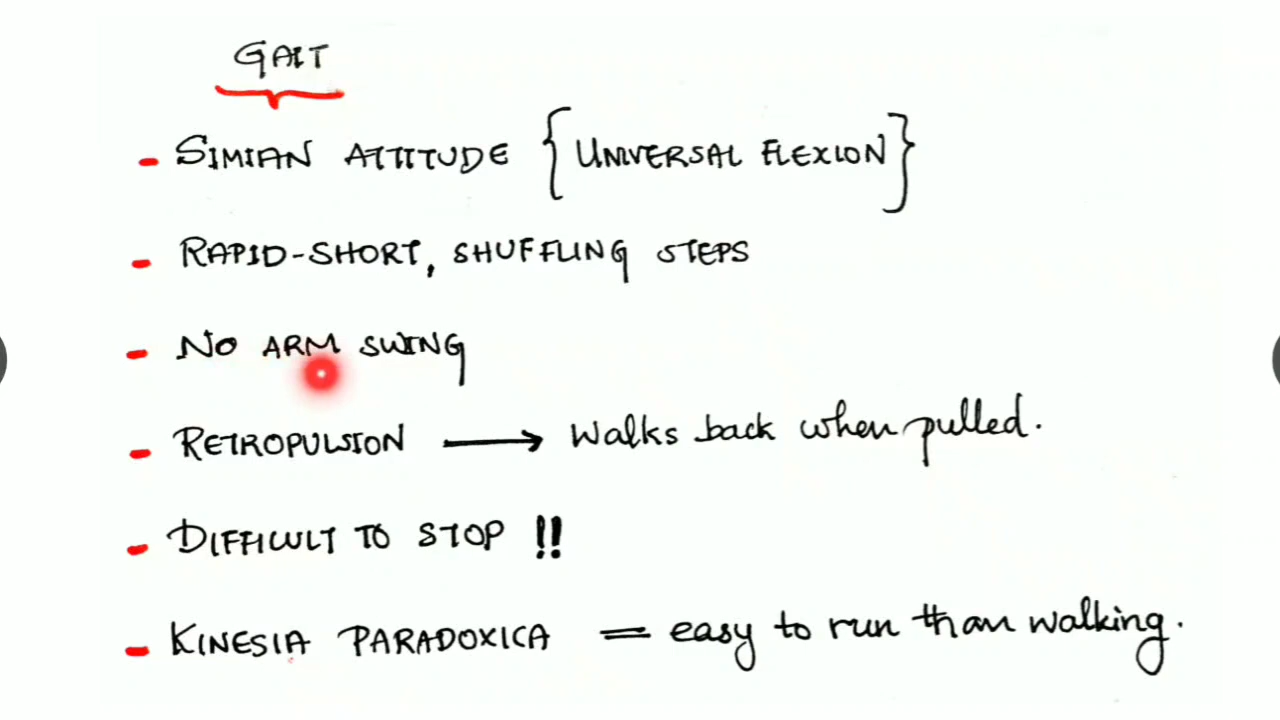 GAIT
- SIMIAN ATTITUDE {UNIVERSAL FLEXION}
- RAPID-SHORT, SHUFFLING STEPS
- NO ARM SWING
- RETROPULSION → Walks back when pulled.
- DIFFICULT TO STOP !!
- KINESIA PARADOXICA = easy to run than walking.